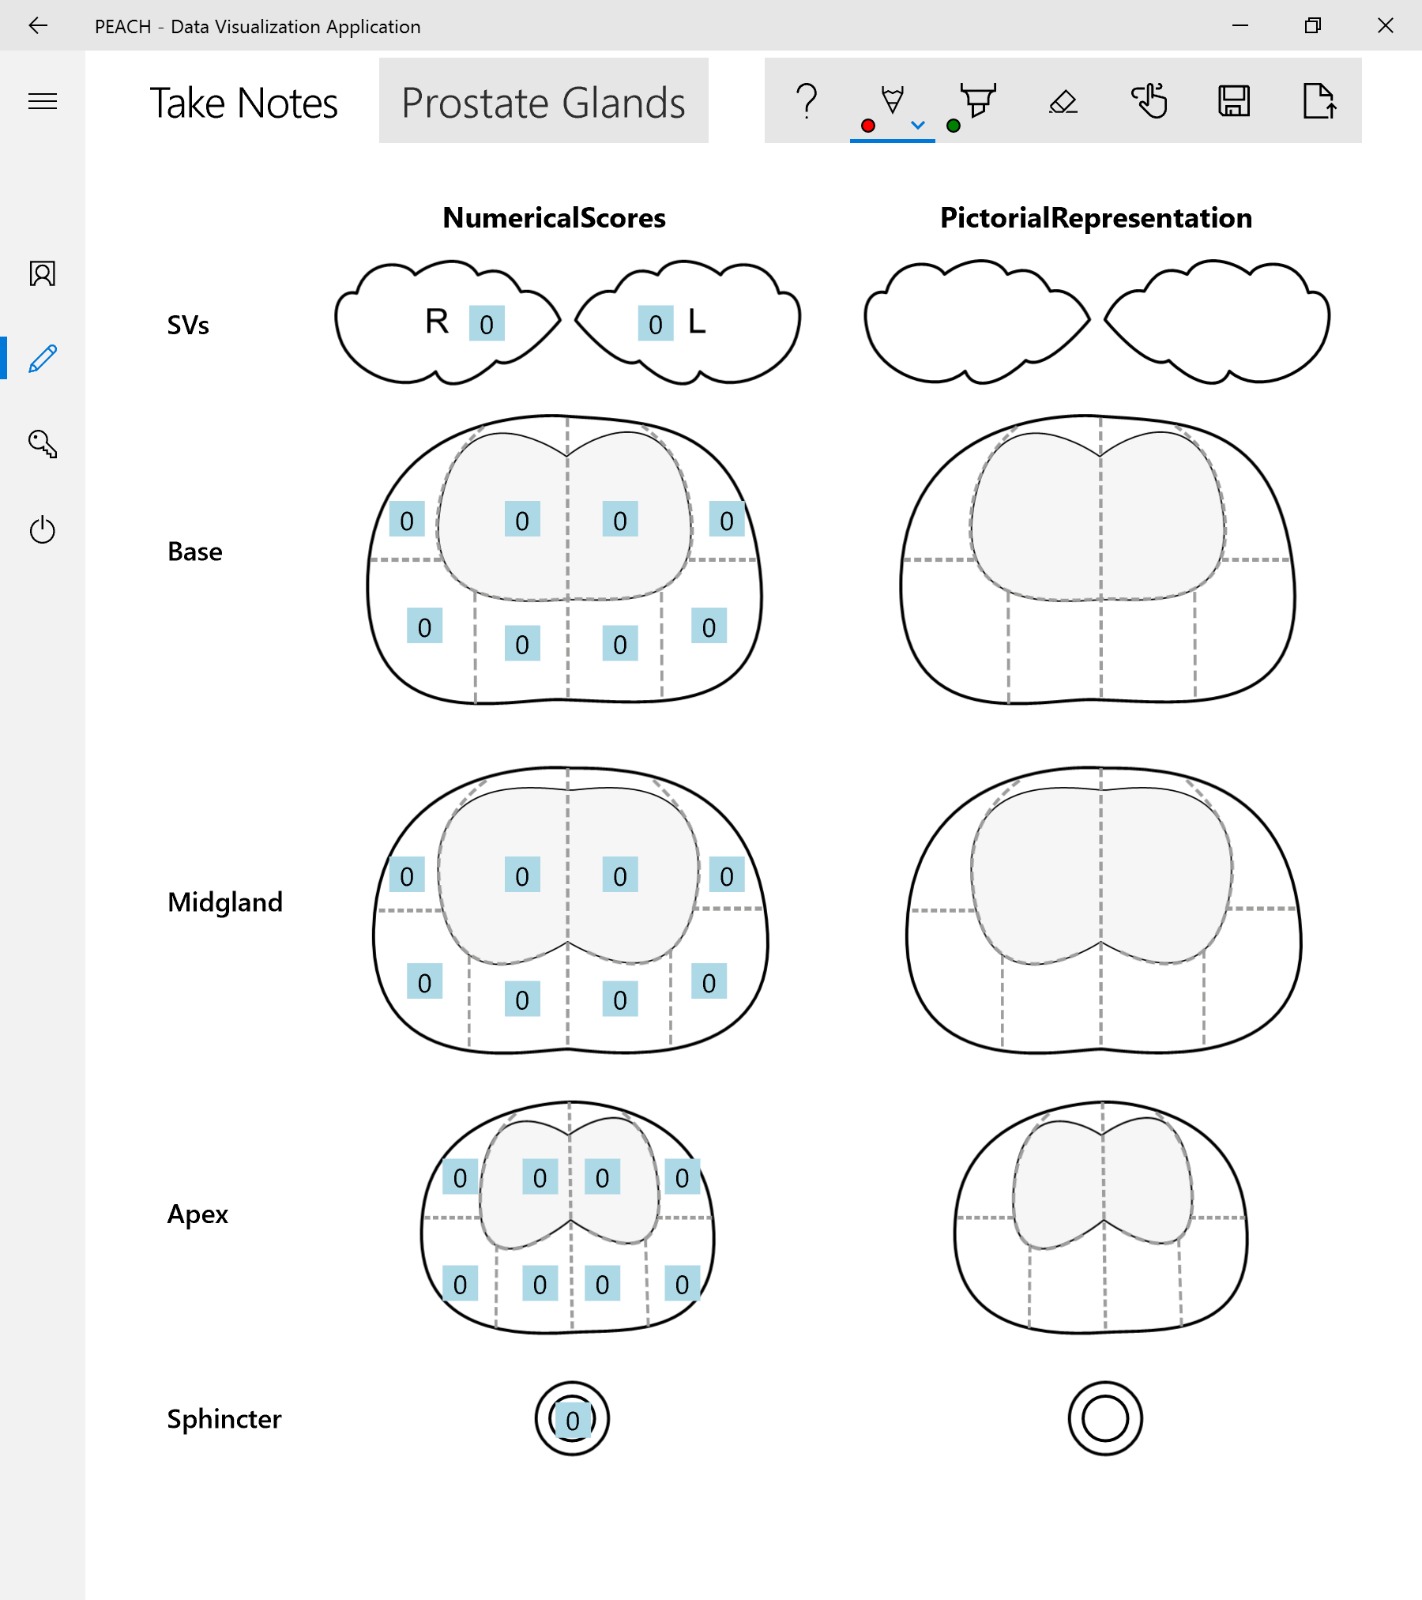 PEACH - Data Visualization Application
Take Notes
Prostate Glands
?
NumericalScores
PictorialRepresentation
SVs
R 0 0 L
Base
0 0 0 0
0 0 0 0
Midgland
0 0 0 0
0 0 0 0
Apex
0 0 0 0
0 0 0 0
Sphincter
0